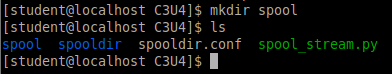 [student@localhost C3U4]$ mkdir spool
[student@localhost C3U4]$ ls
spool  spooldir  spooldir.conf  spool_stream.py
[student@localhost C3U4]$